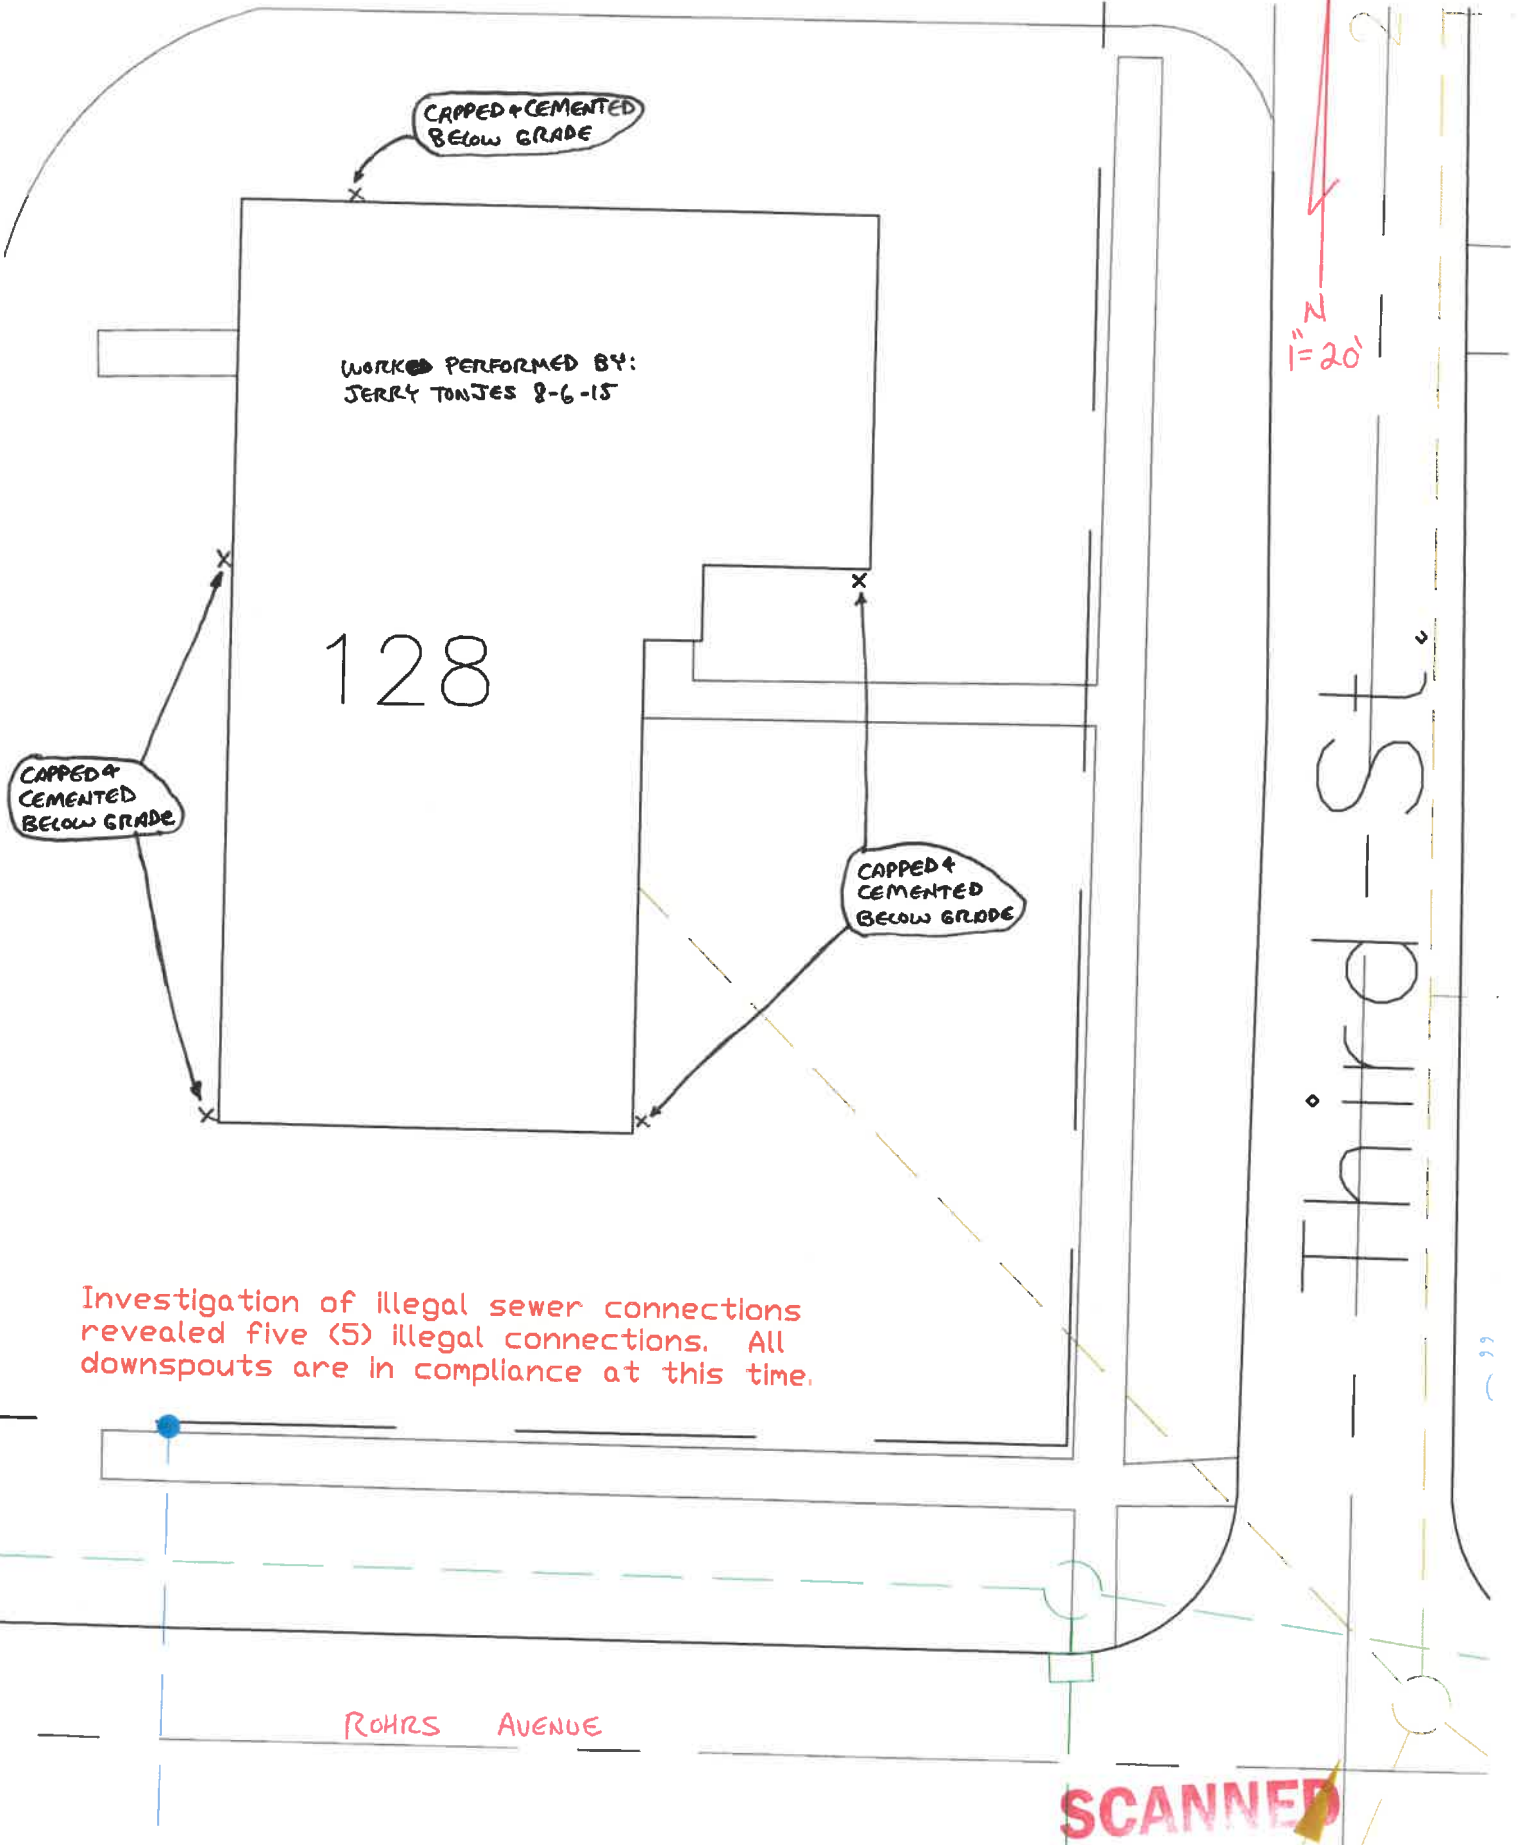 CAPPED & CEMENTED
BELOW GRADE
N
1"=20'
WORKED PERFORMED BY:
JERRY TONJES 8-6-15
128
CAPPED &
CEMENTED
BELOW GRADE
CAPPED &
CEMENTED
BELOW GRADE
Third St.
Investigation of illegal sewer connections
revealed five (5) illegal connections. All
downspouts are in compliance at this time.
ROHRS AVENUE
SCANNED